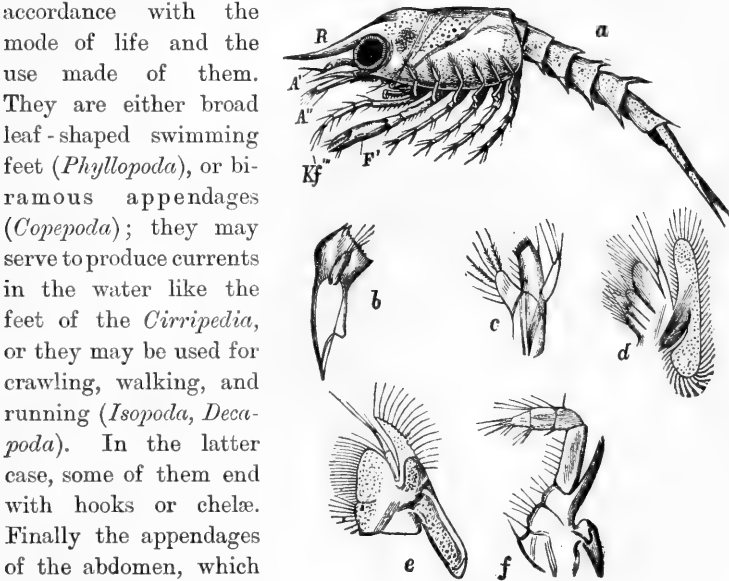 accordance with the
mode of life and the
use made of them.
They are either broad
leaf-shaped swimming
feet (Phyllopoda), or bi-
ramous appendages
(Copepoda); they may
serve to produce currents
in the water like the
feet of the Cirripedia,
or they may be used for
crawling, walking, and
running (Isopoda, Deca-
poda). In the latter
case, some of them end
with hooks or chelæ.
Finally the appendages
of the abdomen, which
R
a
A'
A"
Kf'''
F'
b
c
d
e
f